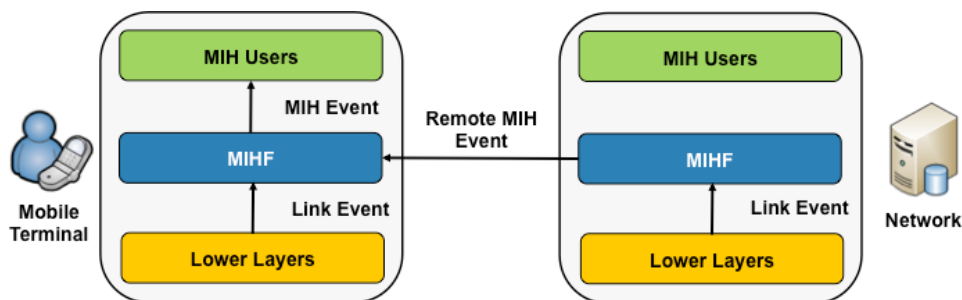 MIH Users
MIH Event
MIHF
Link Event
Lower Layers
Mobile
Terminal
Remote MIH
Event
MIH Users
MIHF
Link Event
Lower Layers
Network